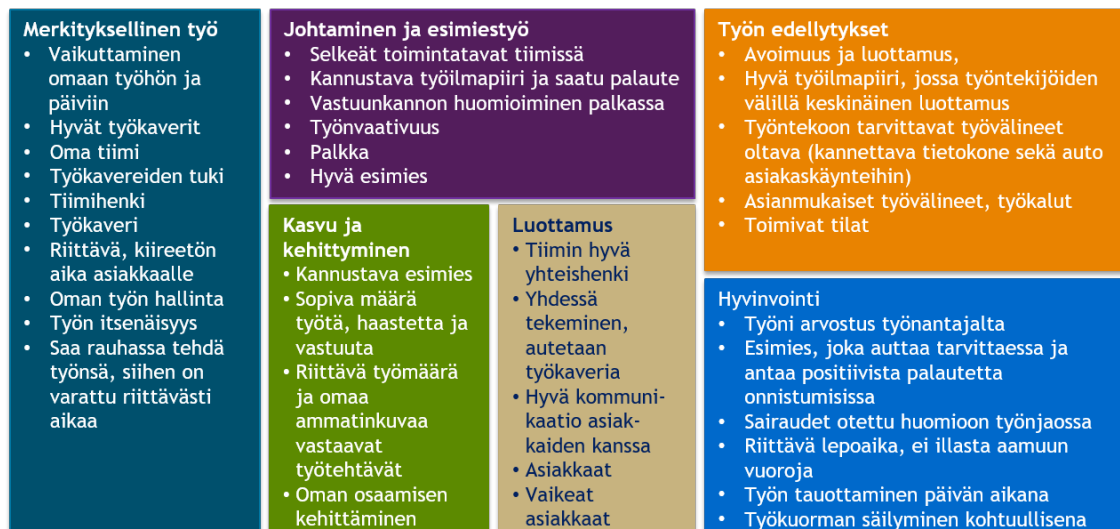 Merkityksellinen työ
• Vaikuttaminen
omaan työhön ja
päiviin
• Hyvät työkaverit
• Oma tiimi
• Työkavereiden tuki
• Tiimihenki
• Työkaveri
• Riittävä, kiireetön
aika asiakkaalle
• Oman työn hallinta
• Työn itsenäisyys
• Saa rauhassa tehdä
työnsä, siihen on
varattu riittävästi
aikaa
Johtaminen ja esimiestyö
• Selkeät toimintatavat tiimissä
• Kannustava työilmapiiri ja saatu palaute
• Vastuunkannon huomioiminen palkassa
• Työnvaativuus
• Palkka
• Hyvä esimies
Kasvu ja
kehittyminen
• Kannustava esimies
• Sopiva määrä
työtä, haastetta ja
vastuuta
• Riittävä työmäärä
ja omaa
ammatinkuvaa
vastaavat
työtehtävät
• Oman osaamisen
kehittäminen
Luottamus
• Tiimin hyvä
yhteishenki
• Yhdessä
tekeminen,
autetaan
työkaveria
• Hyvä kommuni-
kaatio asiak-
kaiden kanssa
• Asiakkaat
• Vaikeat
asiakkaat
Työn edellytykset
• Avoimuus ja luottamus,
• Hyvä työilmapiiri, jossa työntekijöiden
välillä keskinäinen luottamus
• Työntekoon tarvittavat työvälineet
oltava (kannettava tietokone sekä auto
asiakaskäynteihin)
• Asianmukaiset työvälineet, työkalut
• Toimivat tilat
Hyvinvointi
• Työni arvostus työnantajalta
• Esimies, joka auttaa tarvittaessa ja
antaa positiivista palautetta
onnistumisissa
• Sairaudet otettu huomioon työnjaossa
• Riittävä lepoaika, ei illasta aamuun
vuoroja
• Työn tauottaminen päivän aikana
• Työkuorman säilyminen kohtuullisena